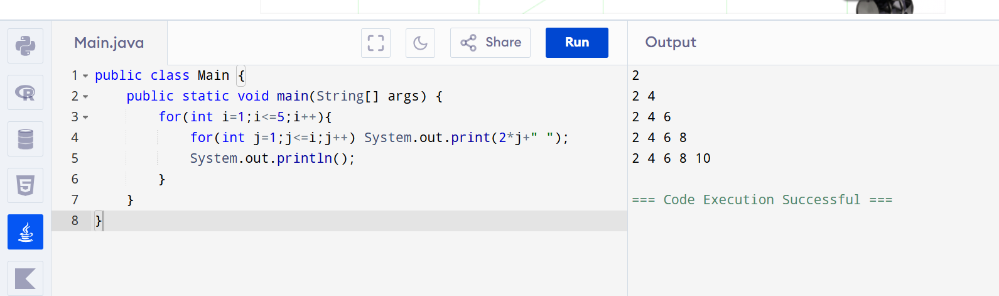 Main.java
Share
Run
Output
1 public class Main {
2     public static void main(String[] args) {
3         for(int i=1;i<=5;i++){
4             for(int j=1;j<=i;j++) System.out.print(2*j+" ");
5             System.out.println();
6         }
7     }
8 }
2
2 4
2 4 6
2 4 6 8
2 4 6 8 10
=== Code Execution Successful ===